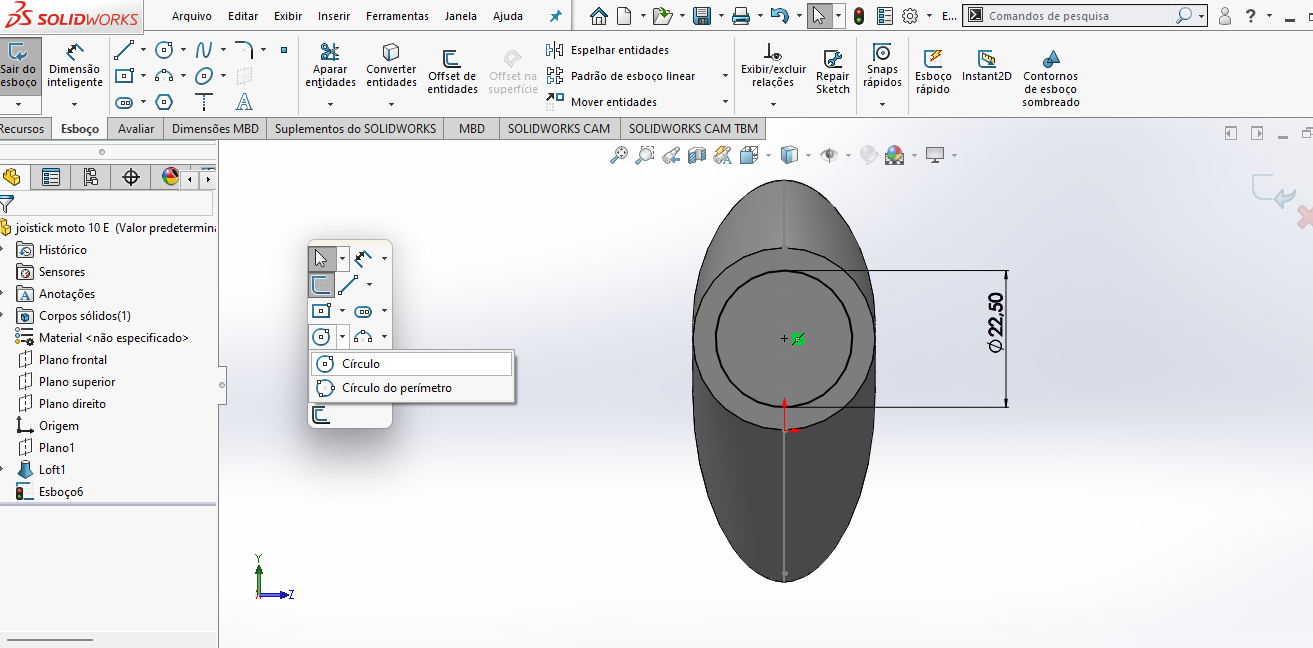 SOLIDWORKS
Arquivo Editar Exibir Inserir Ferramentas Janela Ajuda
E...
Comandos de pesquisa
?
Sair do esboço
Dimensão inteligente
Aparar entidades
Converter entidades
Offset de entidades
Offset na superfície
Espelhar entidades
Padrão de esboço linear
Mover entidades
Exibir/excluir relações
Repair Sketch
Snaps rápidos
Esboço rápido
Instant2D
Contornos de esboço sombreado
Recursos Esboço Avaliar Dimensões MBD Suplementos do SOLIDWORKS MBD SOLIDWORKS CAM SOLIDWORKS CAM TBM
joistick moto 10 E (Valor predetermina
Histórico
Sensores
Anotações
Corpos sólidos(1)
Material <não especificado>
Plano frontal
Plano superior
Plano direito
Origem
Plano1
Loft1
Esboço6
Círculo
Círculo do perímetro
Ø22,50
Y
Z